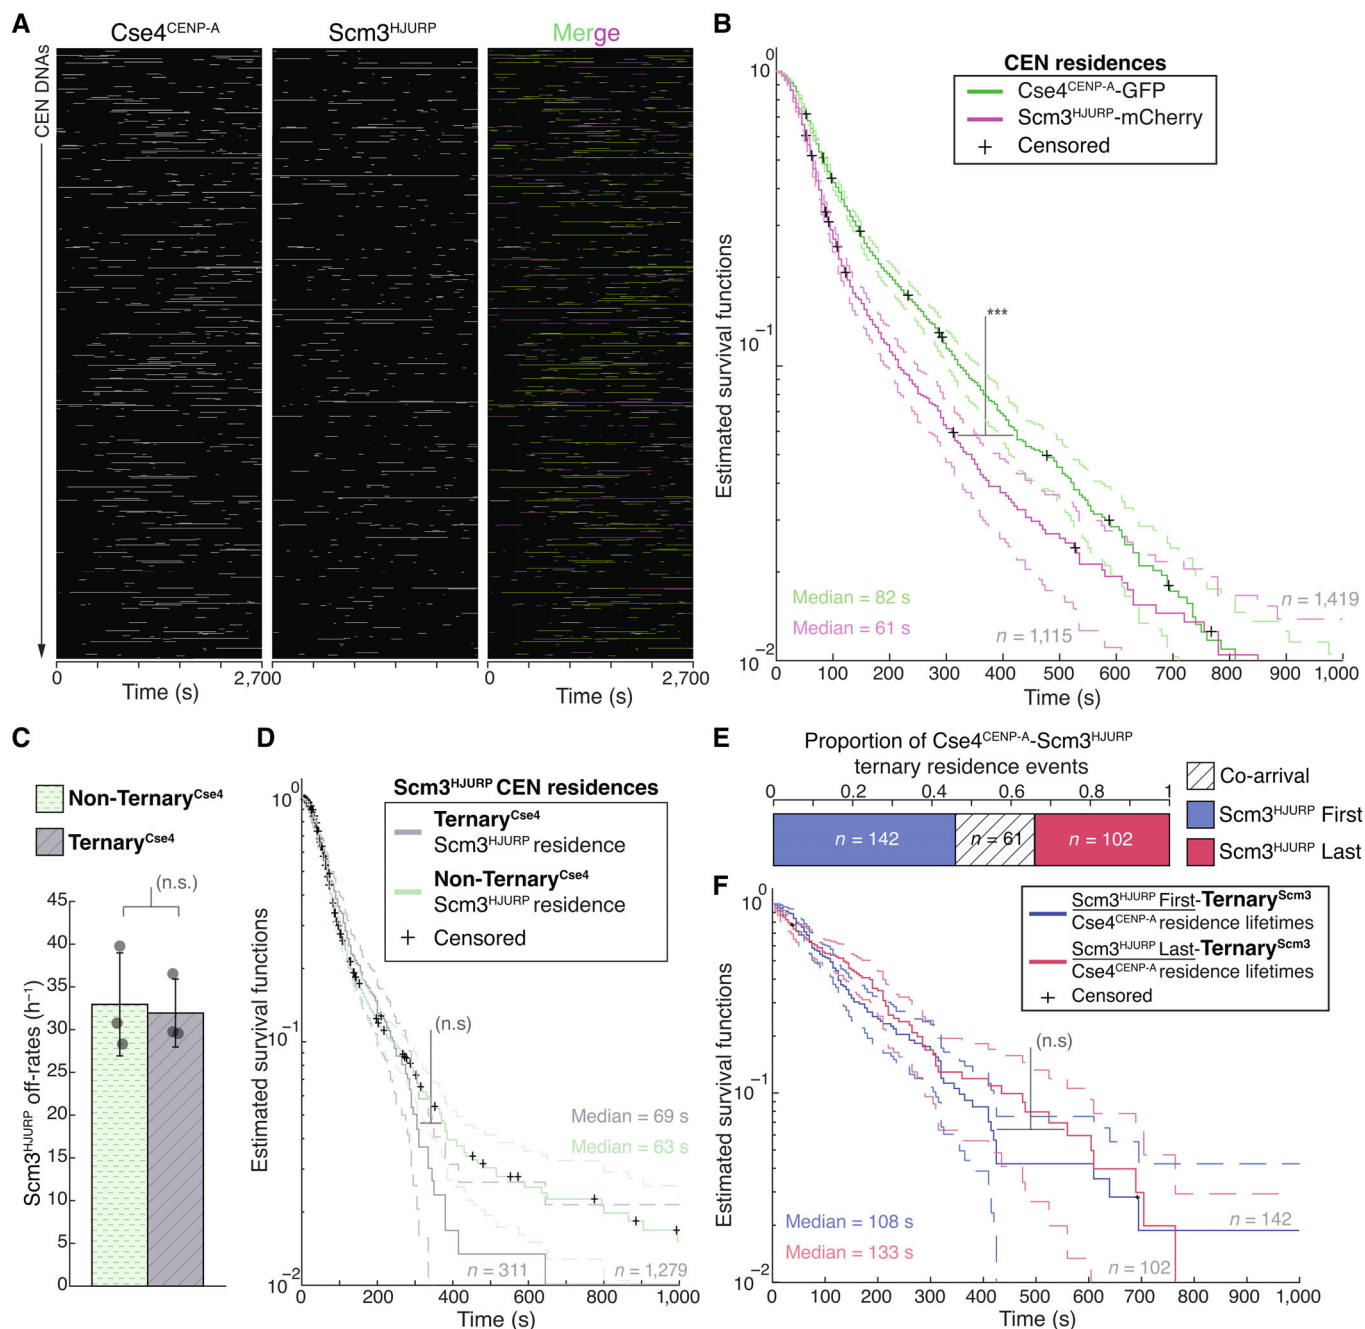 A
Cse4CENP-A
Scm3HJURP
Merge
CEN DNAs
0
2,700
2,700
Time (s)
Time (s)
B
CEN residences
Cse4CENP-A-GFP
Scm3HJURP-mCherry
Censored
Estimated survival functions
10^0
10^-1
10^-2
***
Median = 82 s
Median = 61 s
n = 1,115
n = 1,419
0 100 200 300 400 500 600 700 800 900 1,000
Time (s)
C
Non-TernaryCse4
TernaryCse4
(n.s.)
Scm3HJURP off-rates (h−1)
45
40
35
30
25
20
15
10
5
0
D
Scm3HJURP CEN residences
TernaryCse4
Scm3HJURP residence
Non-TernaryCse4
Scm3HJURP residence
Censored
Estimated survival functions
10^0
10^-1
10^-2
(n.s)
Median = 69 s
Median = 63 s
n = 311
n = 1,279
0 200 400 600 800 1,000
Time (s)
E
Proportion of Cse4CENP-A-Scm3HJURP
ternary residence events
0 0.2 0.4 0.6 0.8 1
n = 142
n = 61
n = 102
Co-arrival
Scm3HJURP First
Scm3HJURP Last
F
Scm3HJURP First-TernaryScm3
Cse4CENP-A residence lifetimes
Scm3HJURP Last-TernaryScm3
Cse4CENP-A residence lifetimes
Censored
Estimated survival functions
10^0
10^-1
10^-2
(n.s)
Median = 108 s
Median = 133 s
n = 142
n = 102
0 100 200 300 400 500 600 700 800 900 1,000
Time (s)